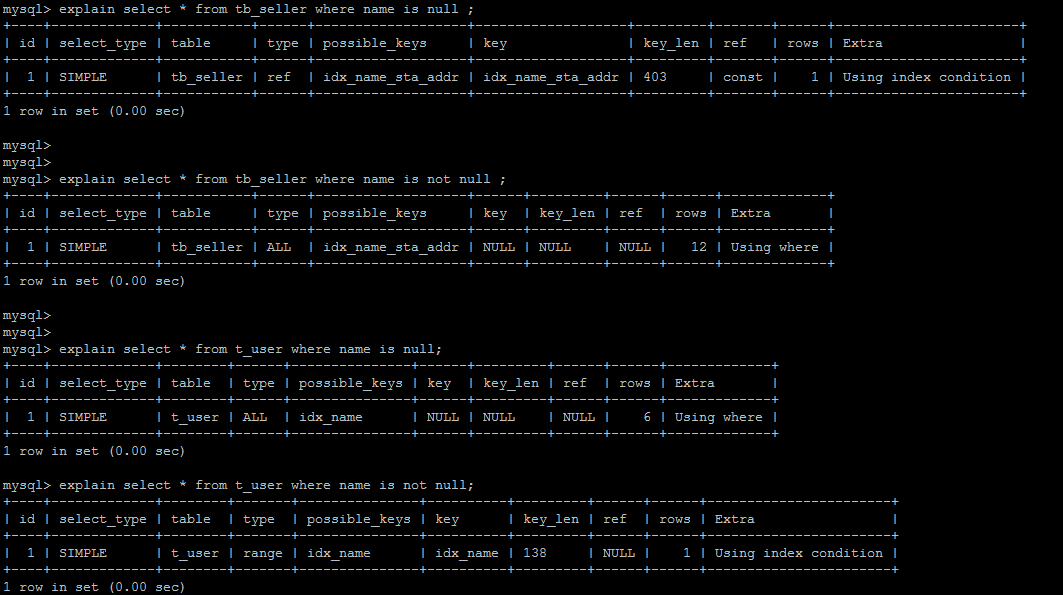 mysql> explain select * from tb_seller where name is null ;
+----+-------------+-----------+------+--------------------+--------------------+---------+-------+------+-----------------------+
| id | select_type | table     | type | possible_keys      | key                | key_len | ref   | rows | Extra                 |
+----+-------------+-----------+------+--------------------+--------------------+---------+-------+------+-----------------------+
|  1 | SIMPLE      | tb_seller | ref  | idx_name_sta_addr  | idx_name_sta_addr  | 403     | const |    1 | Using index condition |
+----+-------------+-----------+------+--------------------+--------------------+---------+-------+------+-----------------------+
1 row in set (0.00 sec)
mysql>
mysql>
mysql> explain select * from tb_seller where name is not null ;
+----+-------------+-----------+------+--------------------+------+---------+------+------+-------------+
| id | select_type | table     | type | possible_keys      | key  | key_len | ref  | rows | Extra       |
+----+-------------+-----------+------+--------------------+------+---------+------+------+-------------+
|  1 | SIMPLE      | tb_seller | ALL  | idx_name_sta_addr  | NULL | NULL    | NULL |   12 | Using where |
+----+-------------+-----------+------+--------------------+------+---------+------+------+-------------+
1 row in set (0.00 sec)
mysql>
mysql>
mysql> explain select * from t_user where name is null;
+----+-------------+--------+------+---------------+------+---------+------+------+-------------+
| id | select_type | table  | type | possible_keys | key  | key_len | ref  | rows | Extra       |
+----+-------------+--------+------+---------------+------+---------+------+------+-------------+
|  1 | SIMPLE      | t_user | ALL  | idx_name      | NULL | NULL    | NULL |    6 | Using where |
+----+-------------+--------+------+---------------+------+---------+------+------+-------------+
1 row in set (0.00 sec)
mysql> explain select * from t_user where name is not null;
+----+-------------+--------+-------+---------------+----------+---------+------+------+-----------------------+
| id | select_type | table  | type  | possible_keys | key      | key_len | ref  | rows | Extra                 |
+----+-------------+--------+-------+---------------+----------+---------+------+------+-----------------------+
|  1 | SIMPLE      | t_user | range | idx_name      | idx_name | 138     | NULL |    1 | Using index condition |
+----+-------------+--------+-------+---------------+----------+---------+------+------+-----------------------+
1 row in set (0.00 sec)